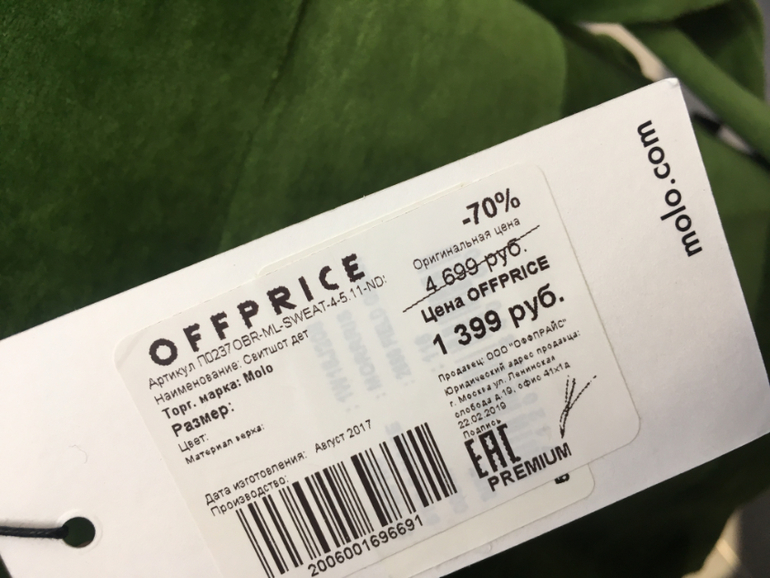 molo.com
OFFPRICE
Артикул П0237OBR-ML-SWEAT-4-5.11-ND:
Наименование: Свитшот дет
Торг. марка: Molo
Размер:
Цвет:
Материал верха:
Дата изготовления: Август 2017
Производство:
2006001696691
-70%
Оригинальная цена
4 699 руб.
Цена OFFPRICE
1 399 руб.
Продавец: ООО "ОФФПРАЙС"
Юридический адрес продавца:
г. Москва ул. Ленинская
слобода д.19, офис 41х1д
22.02.2019
Подпись
EAC
PREMIUM